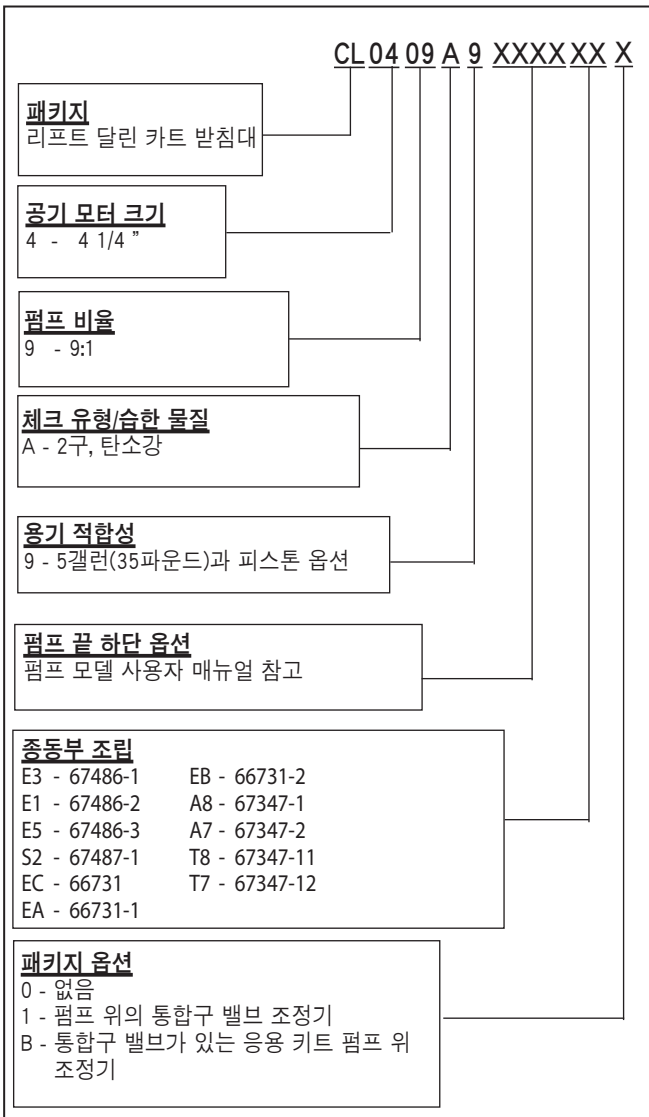 CL 04 09 A 9 XXXX XX X
패키지
리프트 달린 카트 받침대
공기 모터 크기
4 - 4 1/4 ”
펌프 비율
9 - 9:1
체크 유형/습한 물질
A - 2구, 탄소강
용기 적합성
9 - 5갤런(35파운드)과 피스톤 옵션
펌프 끝 하단 옵션
펌프 모델 사용자 매뉴얼 참고
종동부 조립
E3 - 67486-1 EB - 66731-2
E1 - 67486-2 A8 - 67347-1
E5 - 67486-3 A7 - 67347-2
S2 - 67487-1 T8 - 67347-11
EC - 66731 T7 - 67347-12
EA - 66731-1
패키지 옵션
0 - 없음
1 - 펌프 위의 통합구 밸브 조정기
B - 통합구 밸브가 있는 응용 키트 펌프 위
조정기